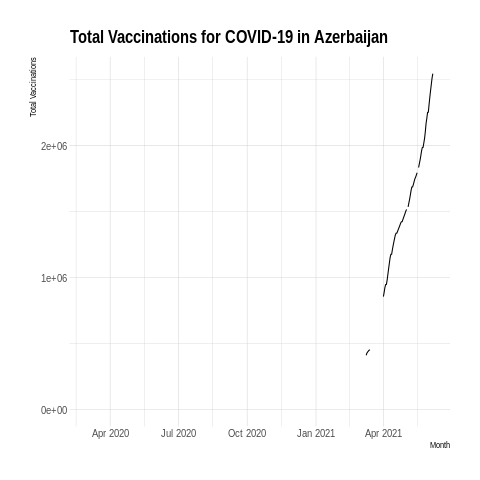 Total Vaccinations for COVID-19 in Azerbaijan
Total Vaccinations
2e+06
1e+06
0e+00
Apr 2020 Jul 2020 Oct 2020 Jan 2021 Apr 2021
Month